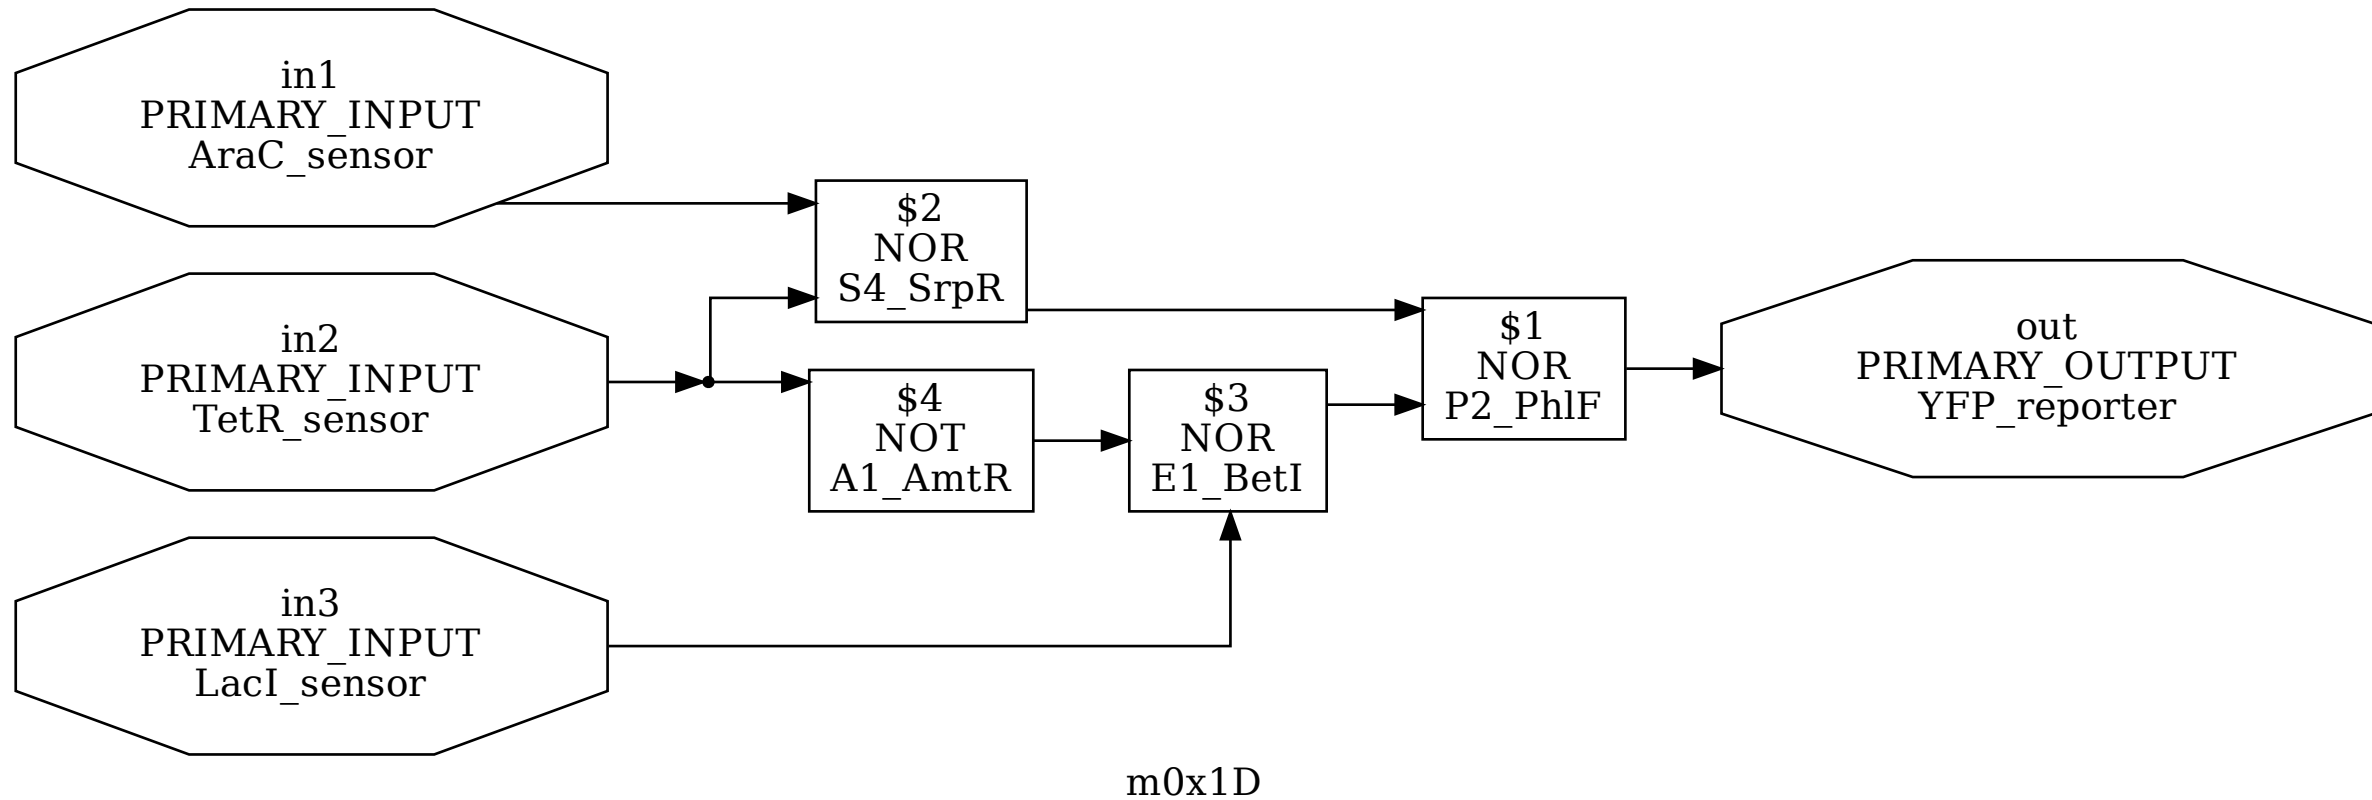 in1
PRIMARY_INPUT
AraC_sensor
in2
PRIMARY_INPUT
TetR_sensor
in3
PRIMARY_INPUT
LacI_sensor
$2
NOR
S4_SrpR
$4
NOT
A1_AmtR
$3
NOR
E1_BetI
$1
NOR
P2_PhlF
out
PRIMARY_OUTPUT
YFP_reporter
m0x1D